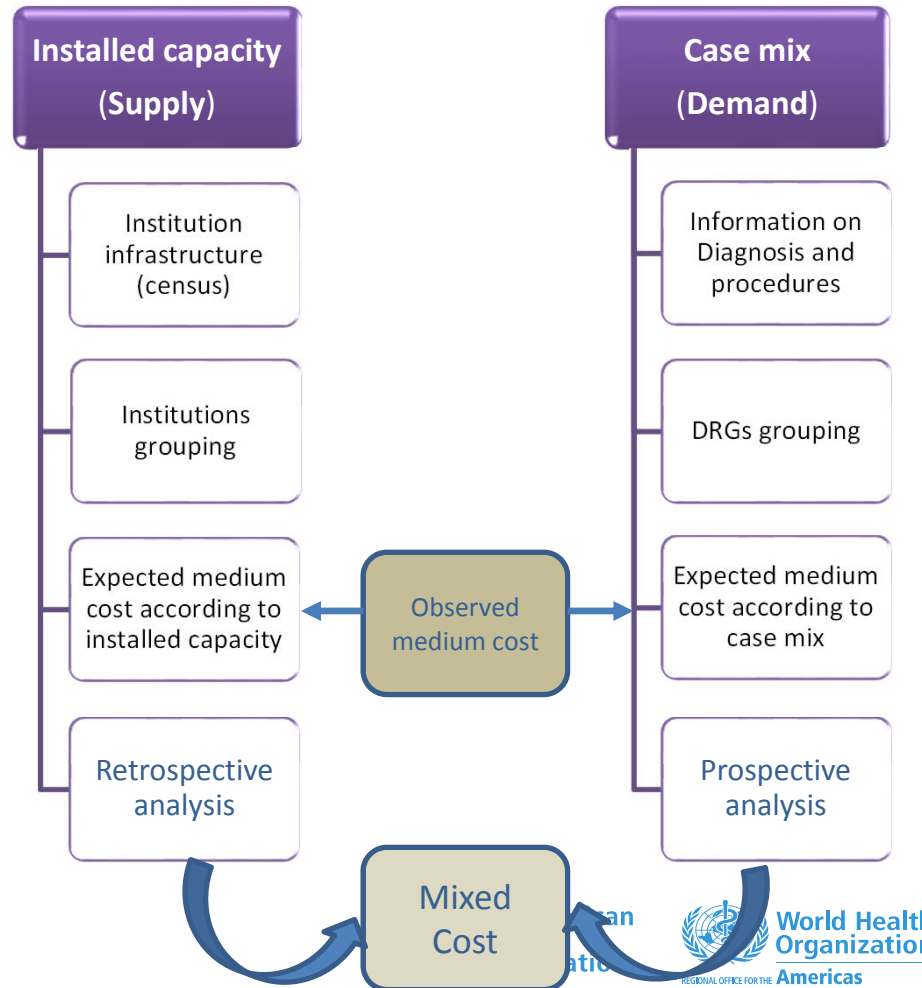 Installed capacity
(Supply)
Institution
infrastructure
(census)
Institutions
grouping
Expected medium
cost according to
installed capacity
Retrospective
analysis
Case mix
(Demand)
Information on
Diagnosis and
procedures
DRGs grouping
Expected medium
cost according to
case mix
Prospective
analysis
Observed
medium cost
Mixed
Cost
World Health
Organization
REGIONAL OFFICE FOR THE Americas